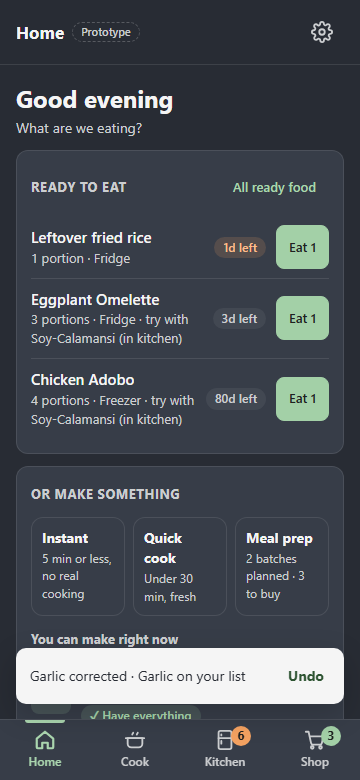 Home Prototype
Good evening
What are we eating?
READY TO EAT All ready food
Leftover fried rice
1 portion · Fridge
1d left
Eat 1
Eggplant Omelette
3 portions · Fridge · try with
Soy-Calamansi (in kitchen)
3d left
Eat 1
Chicken Adobo
4 portions · Freezer · try with
Soy-Calamansi (in kitchen)
80d left
Eat 1
OR MAKE SOMETHING
Instant
5 min or less,
no real
cooking
Quick
cook
Under 30
min, fresh
Meal prep
2 batches
planned · 3
to buy
You can make right now
Garlic corrected · Garlic on your list Undo
✓ Have everything
Home
Cook
6
Kitchen
3
Shop